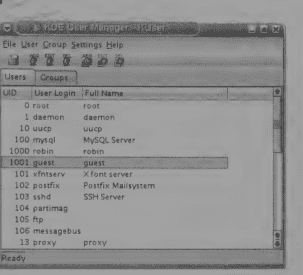 KDE User Manager
File User Group Settings Help
Users Groups
UID User Login Full Name
0 root root
1 daemon daemon
10 uucp uucp
100 mysql MySQL Server
1000 robin robin
1001 guest guest
101 xfntserv X font server
102 postfix Postfix Mailsystem
103 sshd SSH Server
104 partimag
105 ftp
106 messagebus
13 proxy proxy
Ready